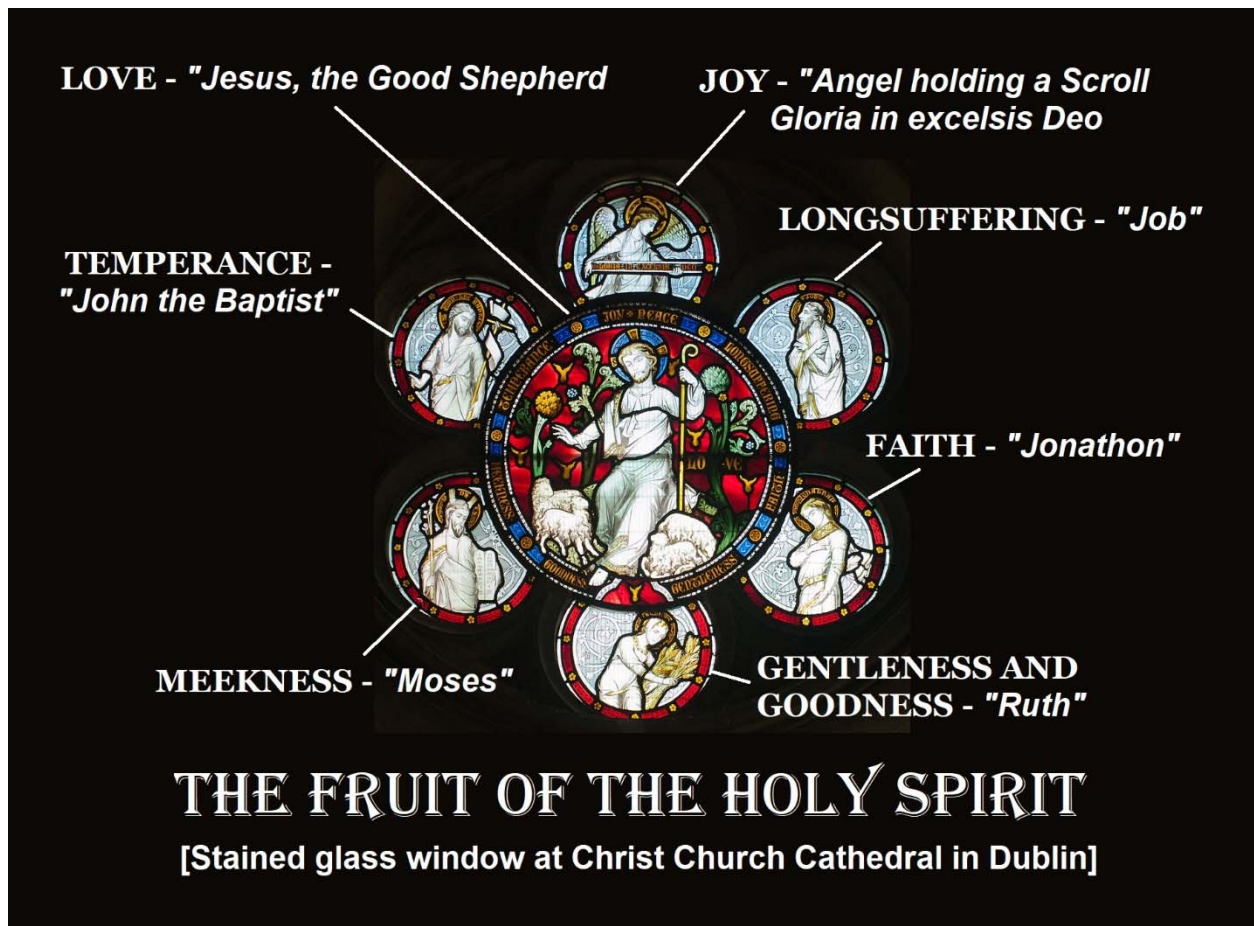 LOVE - "Jesus, the Good Shepherd
JOY - "Angel holding a Scroll
Gloria in excelsis Deo
LONGSUFFERING - "Job"
TEMPERANCE -
"John the Baptist"
JOY PEACE
LONGSUFFERING
TEMPERANCE
LO-VE
FAITH
MEEKNESS
GOODNESS
GENTLENESS
FAITH - "Jonathon"
MEEKNESS - "Moses"
GENTLENESS AND
GOODNESS - "Ruth"
THE FRUIT OF THE HOLY SPIRIT
[Stained glass window at Christ Church Cathedral in Dublin]